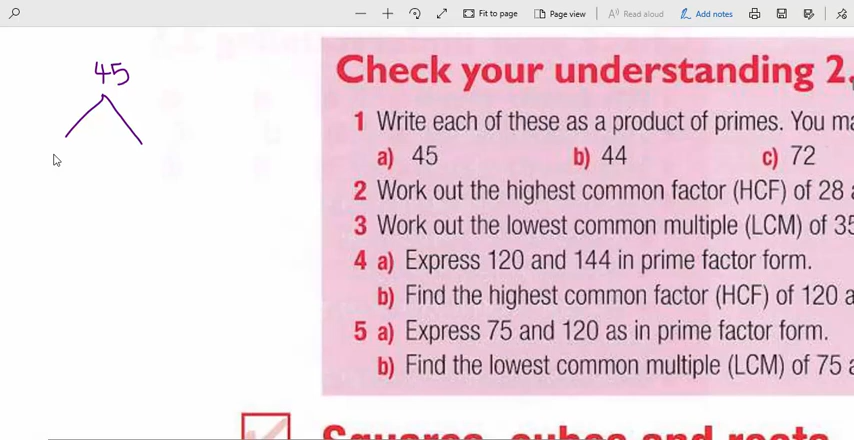 Fit to page Page view Read aloud Add notes
45
Check your understanding 2.
1 Write each of these as a product of primes. You ma
a) 45 b) 44 c) 72
2 Work out the highest common factor (HCF) of 28 a
3 Work out the lowest common multiple (LCM) of 35
4 a) Express 120 and 144 in prime factor form.
b) Find the highest common factor (HCF) of 120 a
5 a) Express 75 and 120 as in prime factor form.
b) Find the lowest common multiple (LCM) of 75 a
Squares, cubes and roots